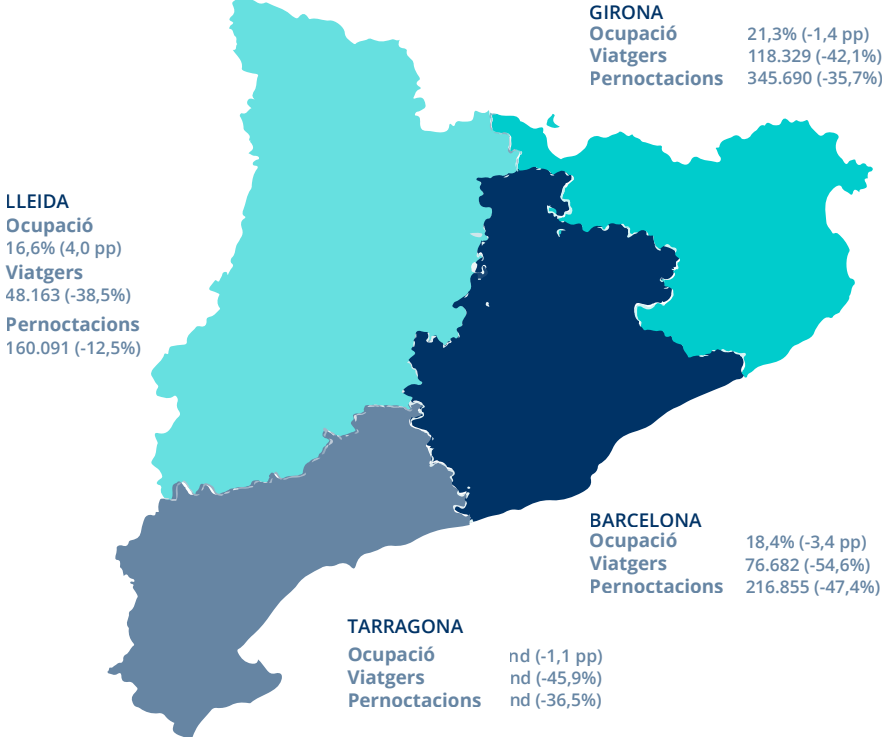 GIRONA
Ocupació 21,3% (-1,4 pp)
Viatgers 118.329 (-42,1%)
Pernoctacions 345.690 (-35,7%)
LLEIDA
Ocupació
16,6% (4,0 pp)
Viatgers
48.163 (-38,5%)
Pernoctacions
160.091 (-12,5%)
BARCELONA
Ocupació 18,4% (-3,4 pp)
Viatgers 76.682 (-54,6%)
Pernoctacions 216.855 (-47,4%)
TARRAGONA
Ocupació nd (-1,1 pp)
Viatgers nd (-45,9%)
Pernoctacions nd (-36,5%)